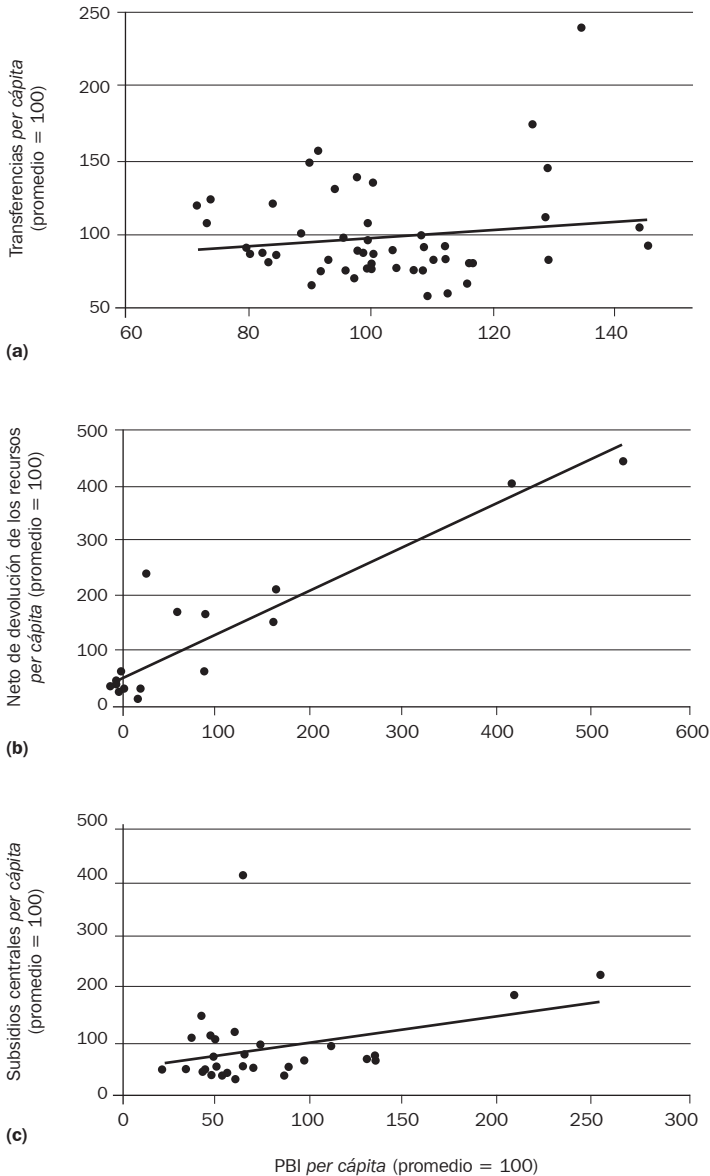 Transferencias per cápita
(promedio = 100)
250
200
150
100
50
60 80 100 120 140
(a)
Neto de devolución de los recursos
per cápita (promedio = 100)
500
400
300
200
100
0
0 100 200 300 400 500 600
(b)
Subsidios centrales per cápita
(promedio = 100)
500
400
300
200
100
0
0 50 100 150 200 250 300
(c)
PBI per cápita (promedio = 100)